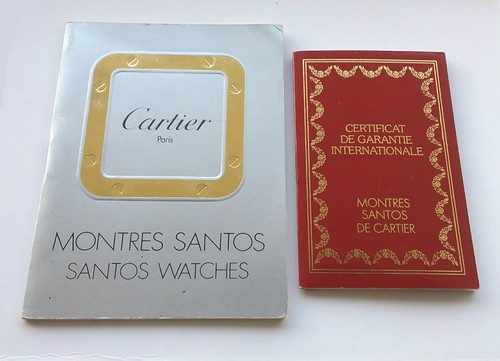 Cartier
Paris
MONTRES SANTOS
SANTOS WATCHES
CERTIFICAT
DE GARANTIE
INTERNATIONALE
MONTRES
SANTOS
DE CARTIER